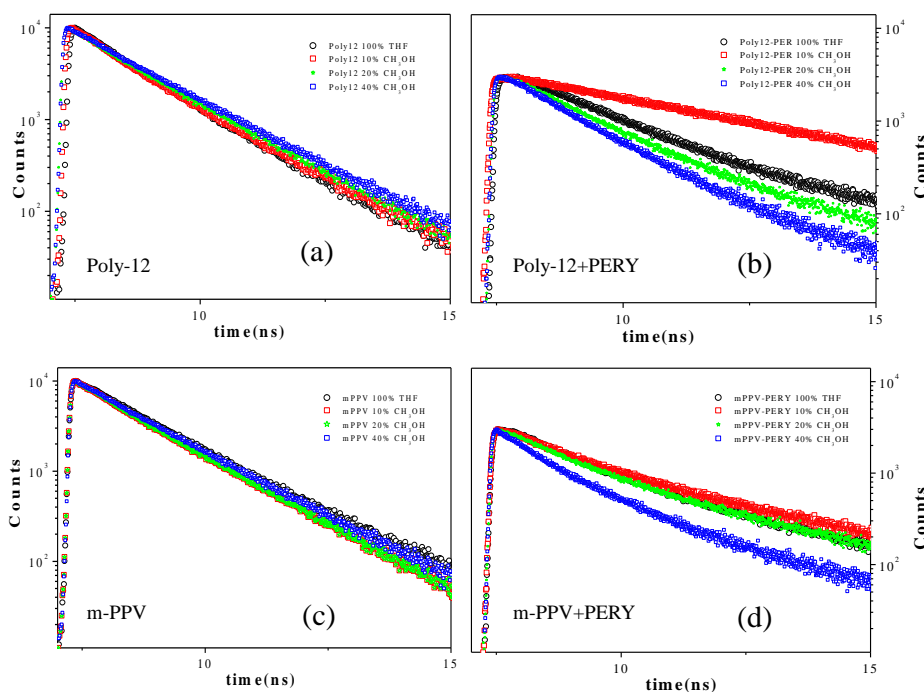 10⁴
10³
10²
Counts
Poly12 100% THF
Poly12 10% CH₃OH
Poly12 20% CH₃OH
Poly12 40% CH₃OH
(a)
Poly-12
10
15
time(ns)
Poly12-PER 100% THF
Poly12-PER 10% CH₃OH
Poly12-PER 20% CH₃OH
Poly12-PER 40% CH₃OH
10⁴
10³
10²
Counts
(b)
Poly-12+PERY
10
15
time(ns)
10⁴
10³
10²
Counts
mPPV 100% THF
mPPV 10% CH₃OH
mPPV 20% CH₃OH
mPPV 40% CH₃OH
(c)
m-PPV
10
15
time(ns)
mPPV-PERY 100% THF
mPPV-PERY 10% CH₃OH
mPPV-PERY 20% CH₃OH
mPPV-PERY 40% CH₃OH
10⁴
10³
10²
Counts
(d)
m-PPV+PERY
10
15
time(ns)